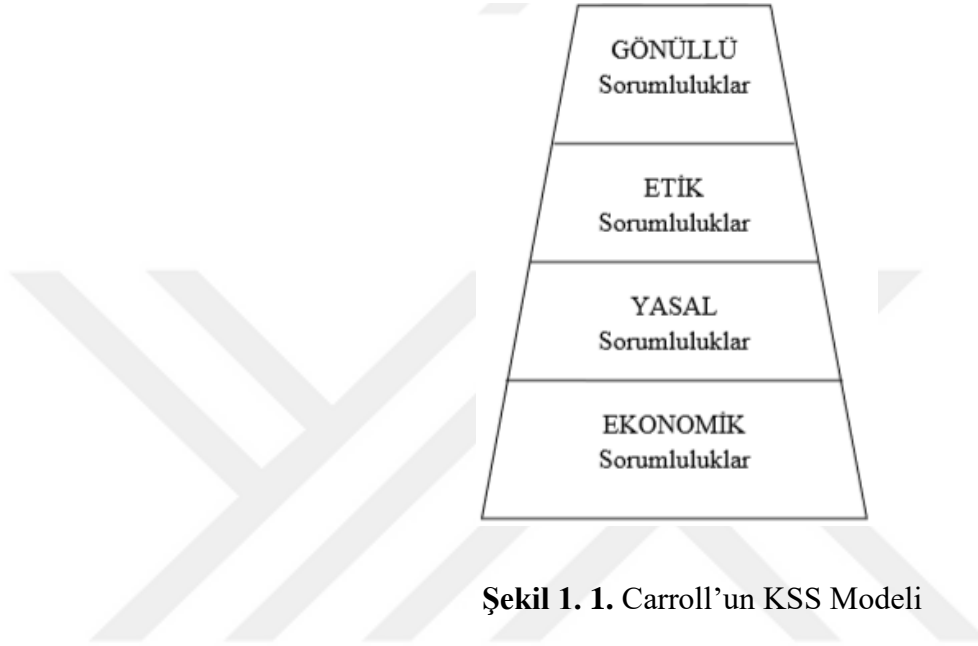 GÖNÜLLÜ
Sorumluluklar
ETİK
Sorumluluklar
YASAL
Sorumluluklar
EKONOMİK
Sorumluluklar
Şekil 1. 1. Carroll’un KSS Modeli